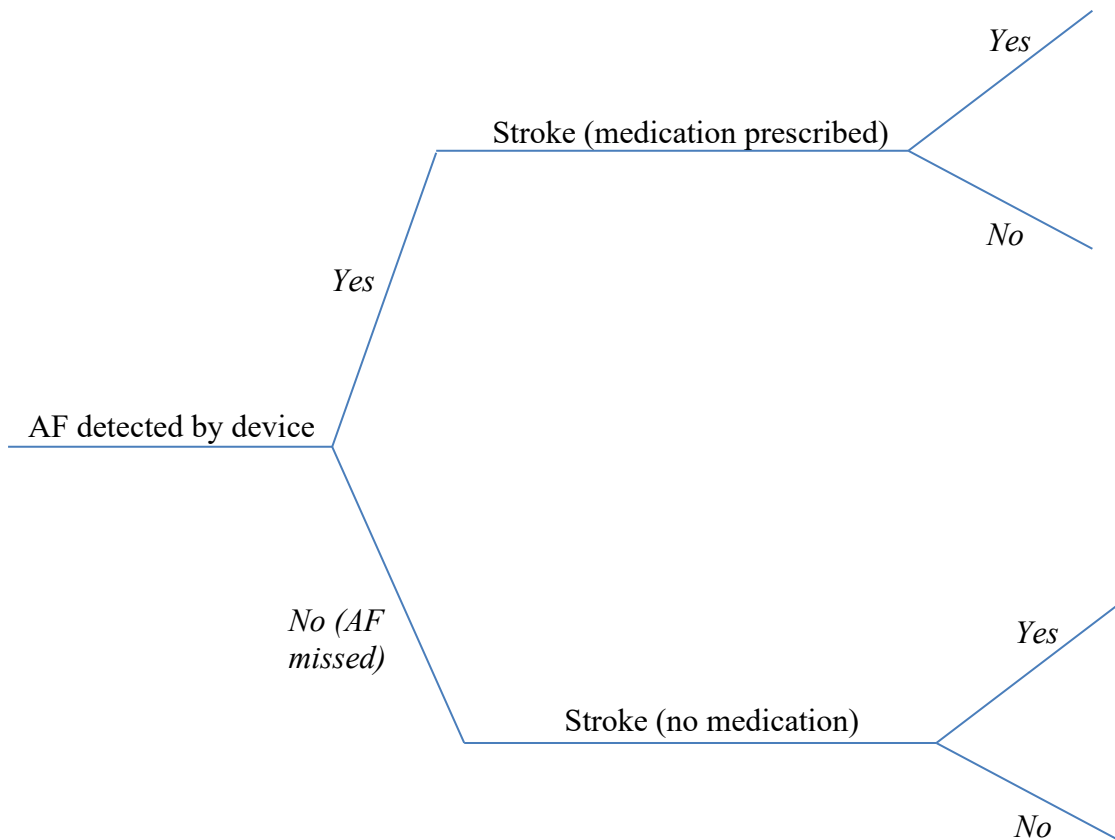 Yes
Stroke (medication prescribed)
No
Yes
AF detected by device
No (AF
missed)
Yes
Stroke (no medication)
No